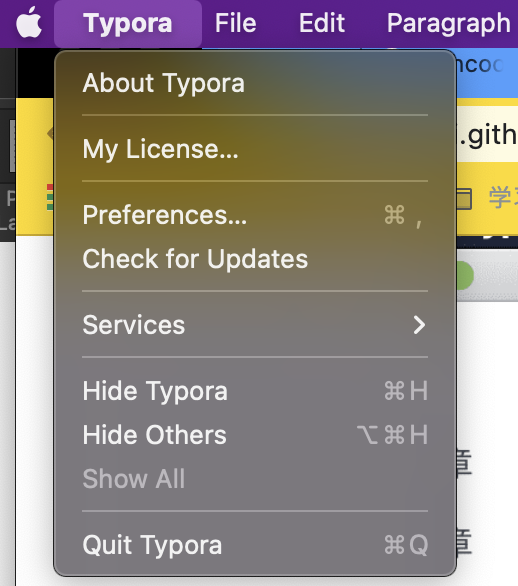 Typora File Edit Paragraph
About Typora
My License...
.gith
Preferences... ⌘ ,
学习
Check for Updates
Services
Hide Typora ⌘H
Hide Others ⌥⌘H
章
Show All
Quit Typora ⌘Q
章